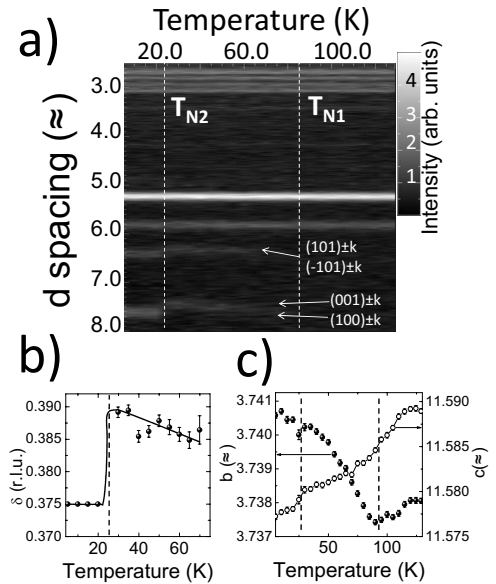 a)
Temperature (K)
20.0 60.0 100.0
d spacing (≈)
3.0
4.0
5.0
6.0
7.0
8.0
T_N2
T_N1
(101)±k
(-101)±k
(001)±k
(100)±k
4
3
2
1
Intensity (arb. units)
b)
δ (r.l.u.)
0.390
0.385
0.380
0.375
0.370
0 20 40 60
Temperature (K)
c)
b (≈)
3.741
3.740
3.739
3.738
3.737
11.590
11.585
11.580
11.575
c(≈)
50 100
Temperature (K)